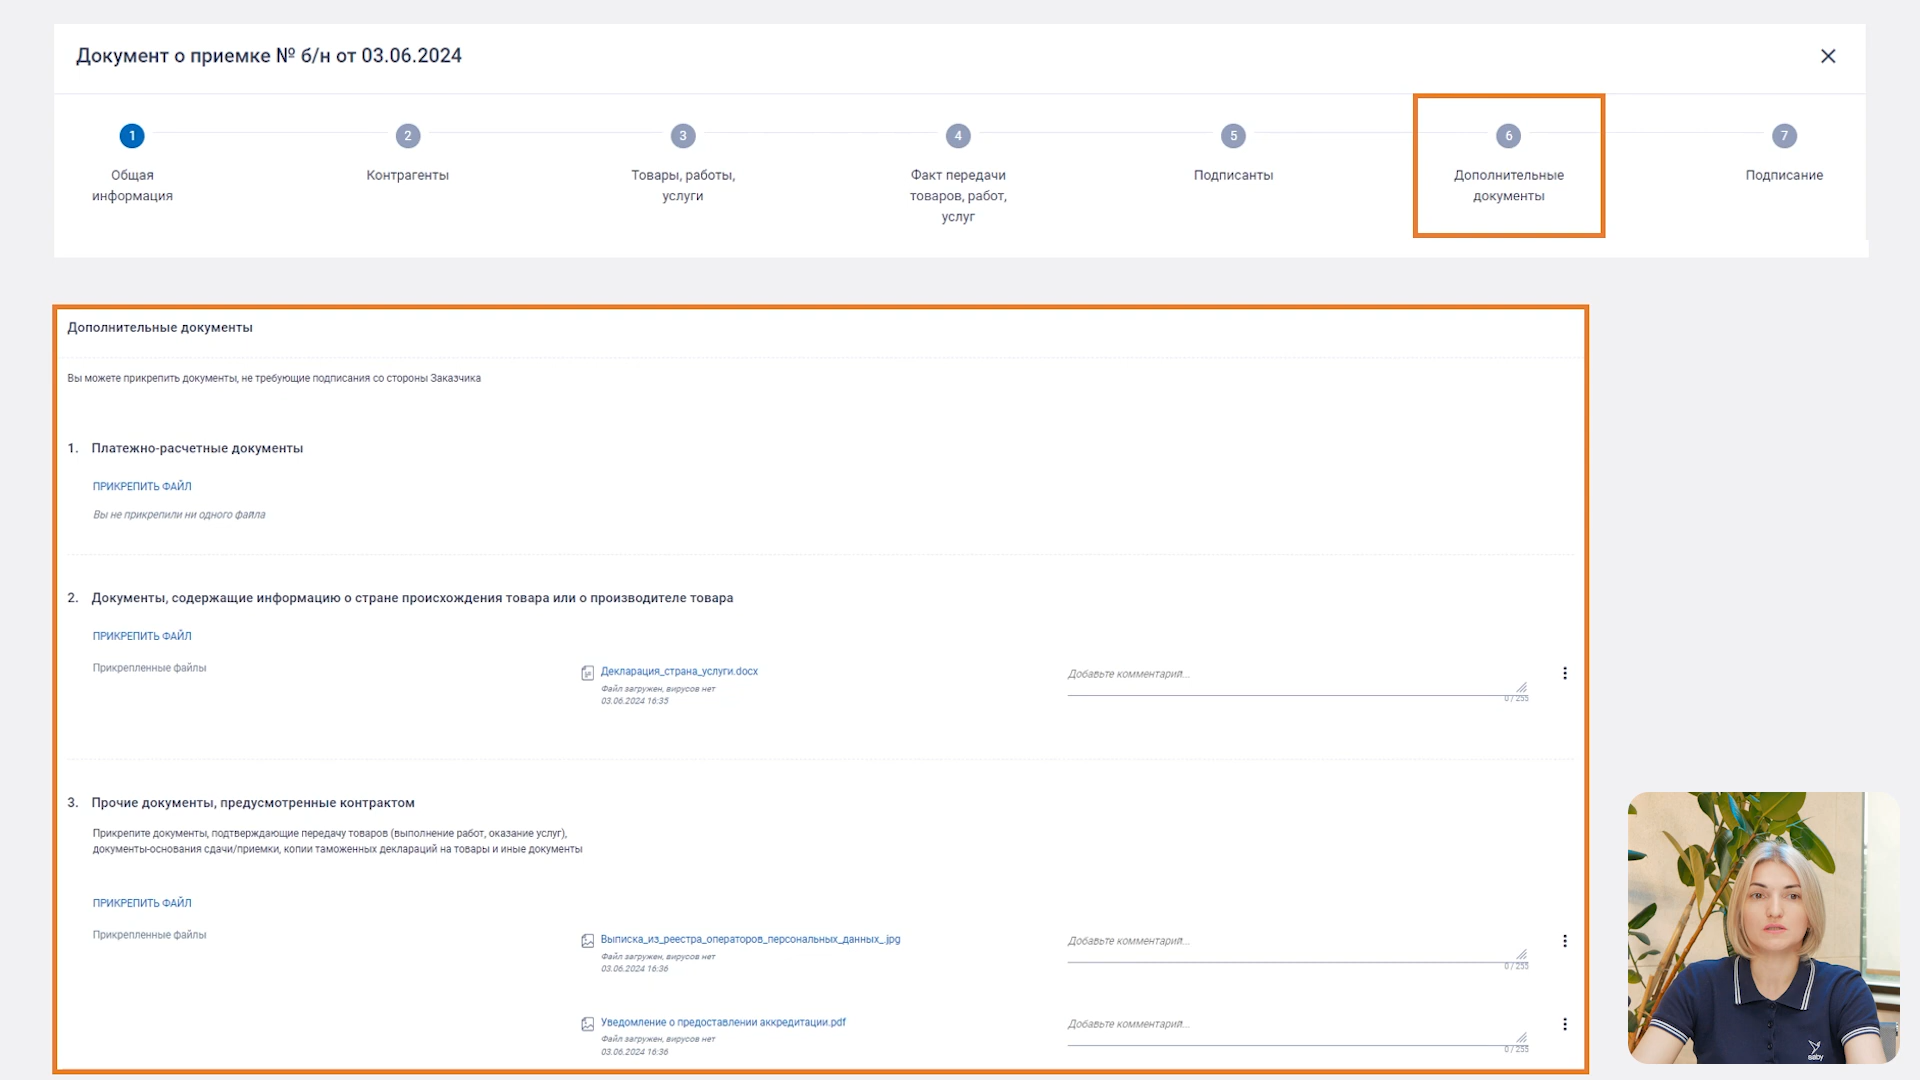 Документ о приемке № б/н от 03.06.2024
1
2
3
4
5
6
7
Общая
информация
Контрагенты
Товары, работы,
услуги
Факт передачи
товаров, работ,
услуг
Подписанты
Дополнительные
документы
Подписание
Дополнительные документы
Вы можете прикрепить документы, не требующие подписания со стороны Заказчика
1. Платежно-расчетные документы
ПРИКРЕПИТЬ ФАЙЛ
Вы не прикрепили ни одного файла
2. Документы, содержащие информацию о стране происхождения товара или о производителе товара
ПРИКРЕПИТЬ ФАЙЛ
Прикрепленные файлы
Декларация_страна_услуги.docx
Файл загружен, вирусов нет
03.06.2024 16:35
Добавьте комментарий...
0 / 255
3. Прочие документы, предусмотренные контрактом
Прикрепите документы, подтверждающие передачу товаров (выполнение работ, оказание услуг),
документы-основания сдачи/приемки, копии таможенных деклараций на товары и иные документы
ПРИКРЕПИТЬ ФАЙЛ
Прикрепленные файлы
Выписка_из_реестра_операторов_персональных_данных_.jpg
Файл загружен, вирусов нет
03.06.2024 16:36
Добавьте комментарий...
0 / 255
Уведомление о предоставлении аккредитации.pdf
Файл загружен, вирусов нет
03.06.2024 16:36
Добавьте комментарий...
0 / 255
saby